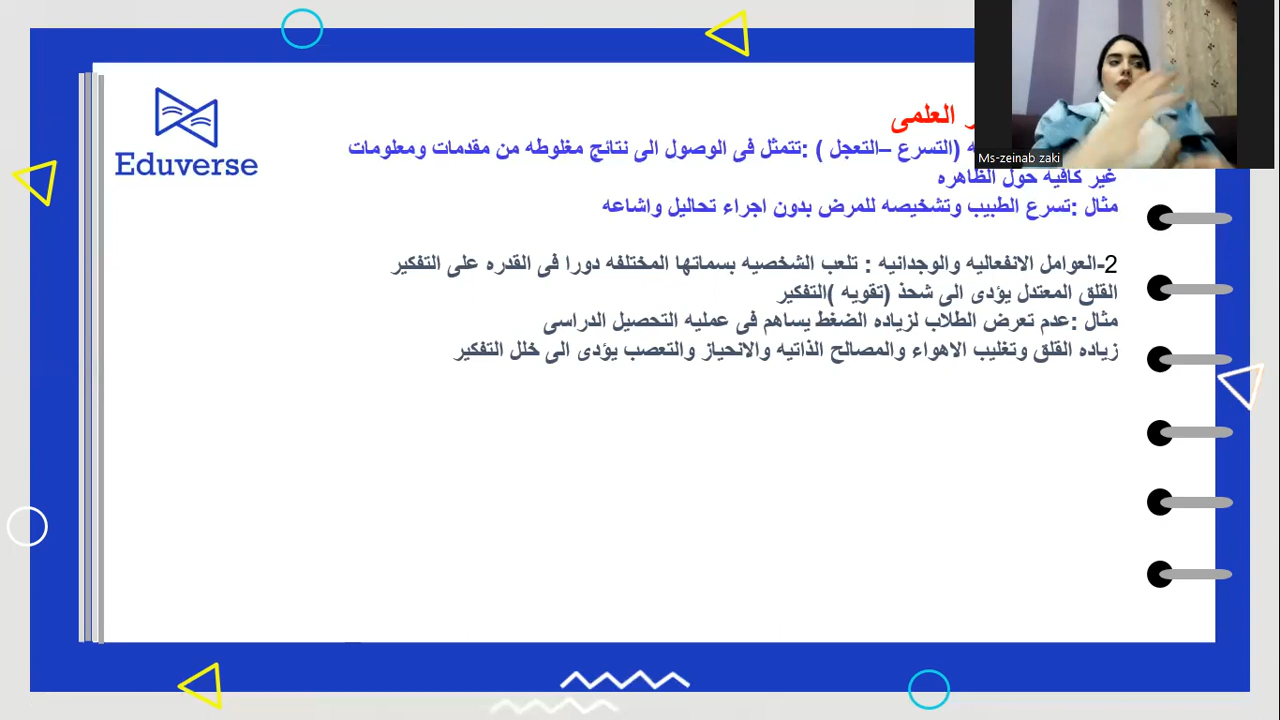 Eduverse
Ms-zeinab zaki
العلمى
(التسرع –التعجل ) :تتمثل فى الوصول الى نتائج مغلوطه من مقدمات ومعلومات
غير كافيه حول الظاهره
مثال :تسرع الطبيب وتشخيصه للمرض بدون اجراء تحاليل واشاعه
2-العوامل الانفعاليه والوجدانيه : تلعب الشخصيه بسماتها المختلفه دورا فى القدره على التفكير
القلق المعتدل يؤدى الى شحذ (تقويه )التفكير
مثال :عدم تعرض الطلاب لزياده الضغط يساهم فى عمليه التحصيل الدراسى
زياده القلق وتغليب الاهواء والمصالح الذاتيه والانحياز والتعصب يؤدى الى خلل التفكير